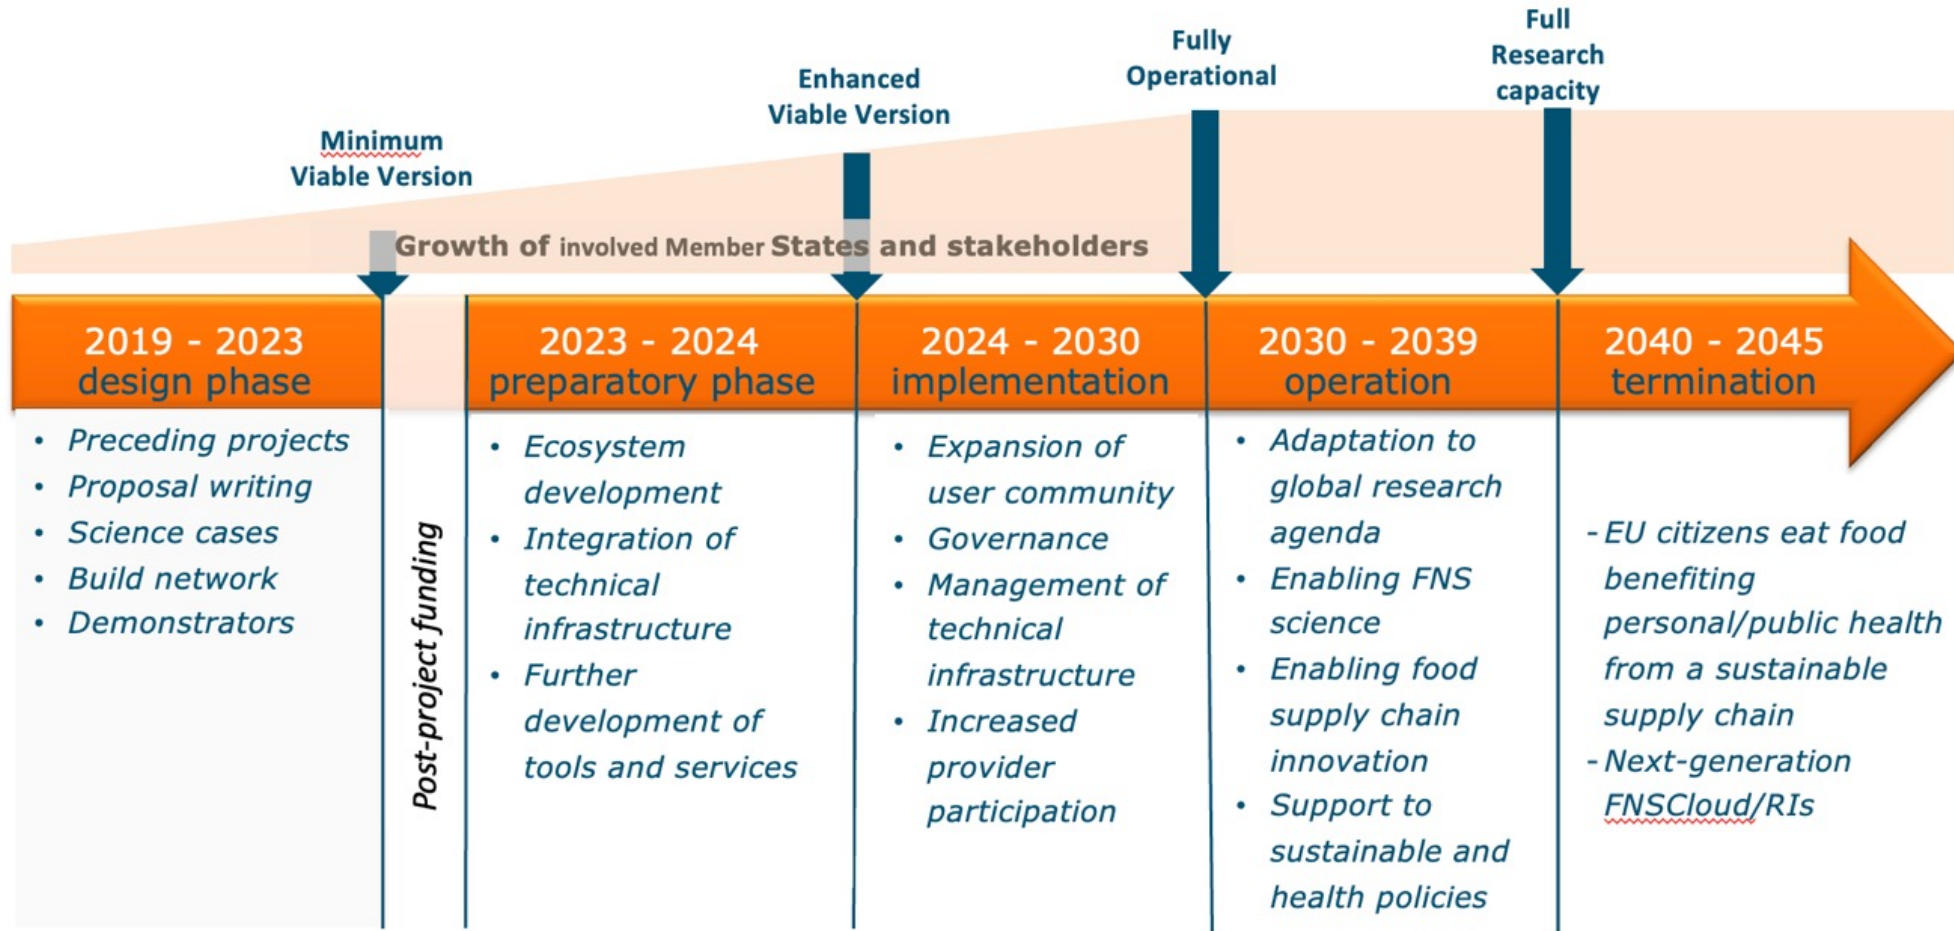 Minimum
Viable Version
Enhanced
Viable Version
Fully
Operational
Full
Research
capacity
Growth of involved Member States and stakeholders
2019 - 2023
design phase
2023 - 2024
preparatory phase
2024 - 2030
implementation
2030 - 2039
operation
2040 - 2045
termination
• Preceding projects
• Proposal writing
• Science cases
• Build network
• Demonstrators
Post-project funding
• Ecosystem
development
• Integration of
technical
infrastructure
• Further
development of
tools and services
• Expansion of
user community
• Governance
• Management of
technical
infrastructure
• Increased
provider
participation
• Adaptation to
global research
agenda
• Enabling FNS
science
• Enabling food
supply chain
innovation
• Support to
sustainable and
health policies
- EU citizens eat food
benefiting
personal/public health
from a sustainable
supply chain
- Next-generation
FNSCloud/RIs